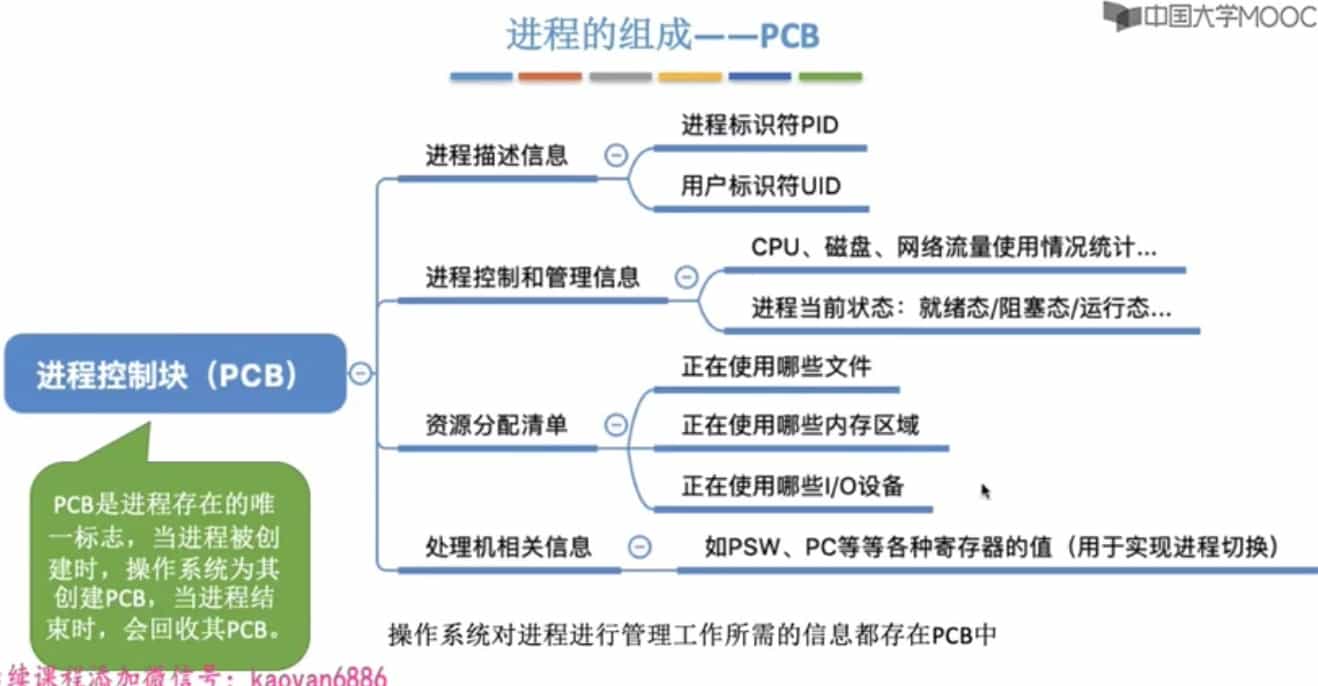 中国大学MOOC
进程的组成——PCB
进程标识符PID
进程描述信息
用户标识符UID
CPU、磁盘、网络流量使用情况统计...
进程控制和管理信息
进程当前状态：就绪态/阻塞态/运行态...
进程控制块（PCB）
正在使用哪些文件
资源分配清单
正在使用哪些内存区域
正在使用哪些I/O设备
处理机相关信息
如PSW、PC等等各种寄存器的值（用于实现进程切换）
PCB是进程存在的唯
一标志，当进程被创
建时，操作系统为其
创建PCB，当进程结
束时，会回收其PCB。
操作系统对进程进行管理工作所需的信息都存在PCB中
续课程添加微信号：kaoyan6886